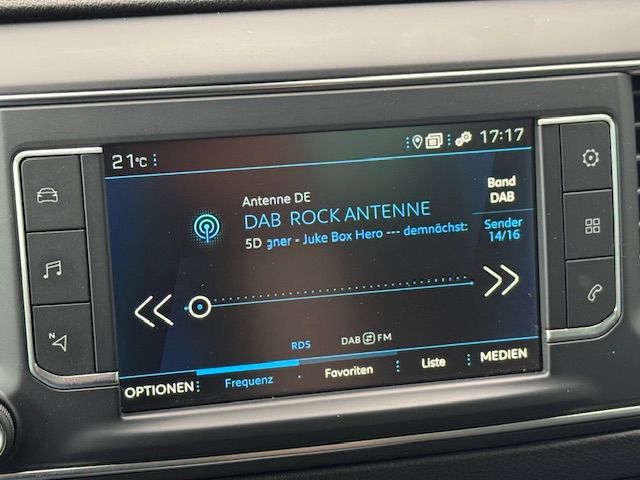 21°C
17:17
Antenne DE
DAB ROCK ANTENNE
5D gner - Juke Box Hero --- demnächst:
Band
DAB
Sender
14/16
RDS
DAB FM
OPTIONEN
Frequenz
Favoriten
Liste
MEDIEN
N